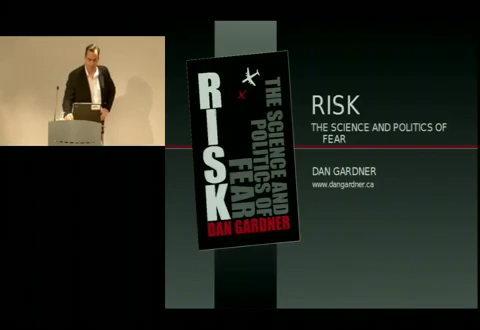 RISK
THE SCIENCE AND
POLITICS OF
FEAR
DAN GARDNER
RISK
THE SCIENCE AND POLITICS OF
FEAR
DAN GARDNER
www.dangardner.ca